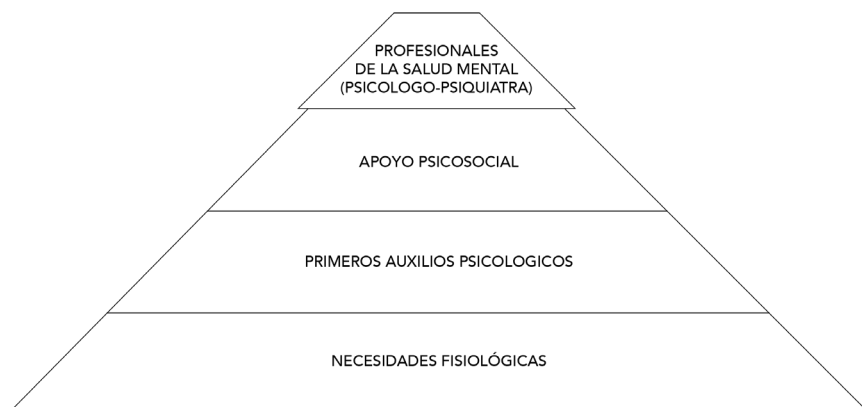 PROFESIONALES
DE LA SALUD MENTAL
(PSICOLOGO-PSIQUIATRA)
APOYO PSICOSOCIAL
PRIMEROS AUXILIOS PSICOLOGICOS
NECESIDADES FISIOLÓGICAS